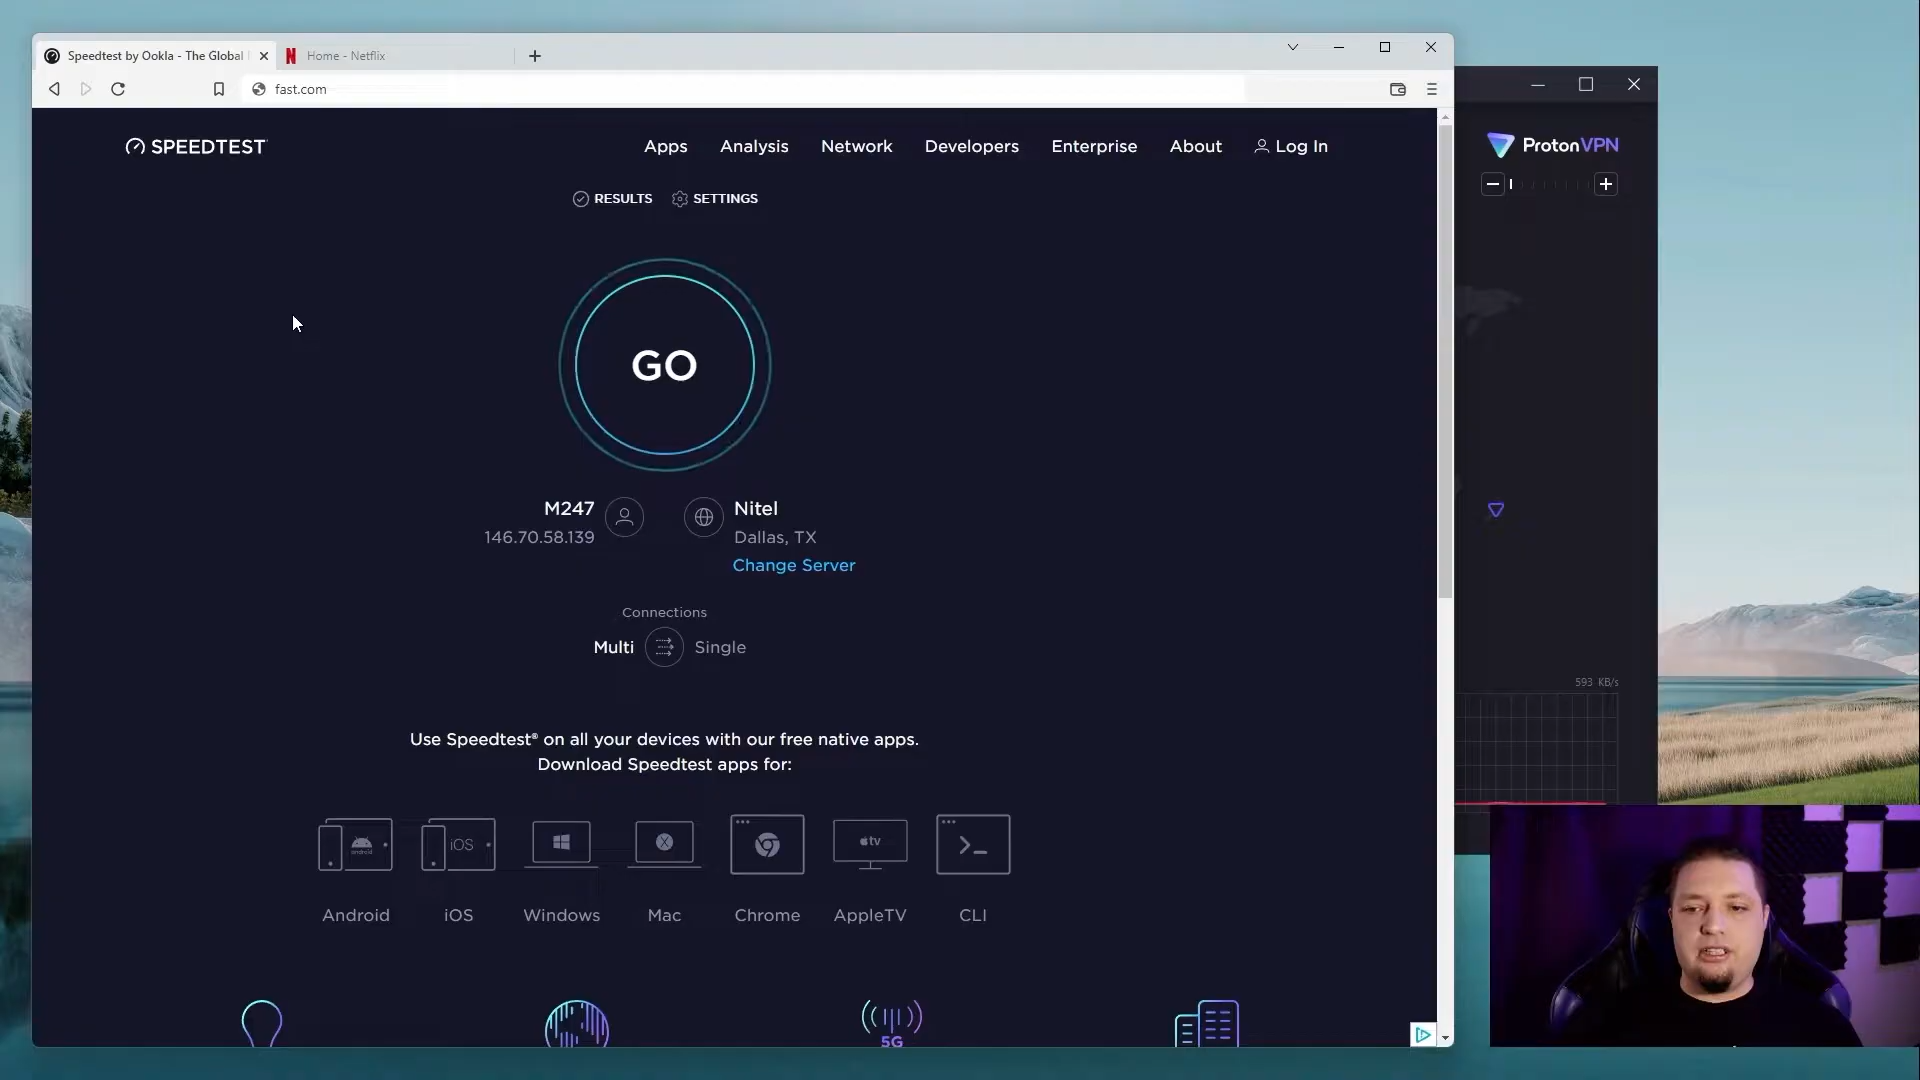 Speedtest by Ookla - The Global
Home - Netflix
fast.com
SPEEDTEST
Apps
Analysis
Network
Developers
Enterprise
About
Log In
RESULTS
SETTINGS
GO
M247
146.70.58.139
Nitel
Dallas, TX
Change Server
Connections
Multi
Single
Use Speedtest® on all your devices with our free native apps.
Download Speedtest apps for:
android
iOS
tv
Android
iOS
Windows
Mac
Chrome
AppleTV
CLI
5G
ProtonVPN
593 KB/s